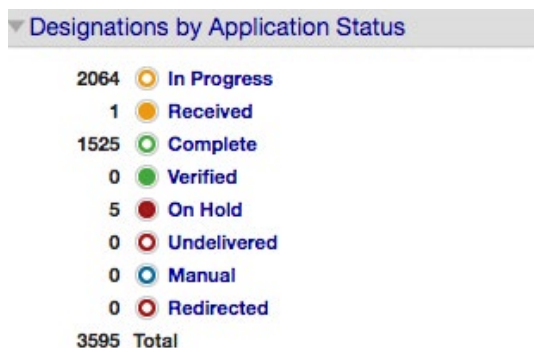 Designations by Application Status
2064 In Progress
1 Received
1525 Complete
0 Verified
5 On Hold
0 Undelivered
0 Manual
0 Redirected
3595 Total